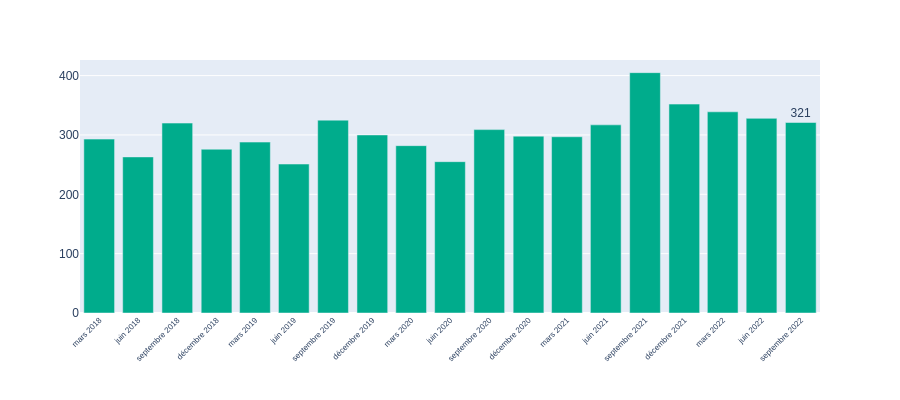 400
300
200
100
0
321
mars 2018
juin 2018
septembre 2018
décembre 2018
mars 2019
juin 2019
septembre 2019
décembre 2019
mars 2020
juin 2020
septembre 2020
décembre 2020
mars 2021
juin 2021
septembre 2021
décembre 2021
mars 2022
juin 2022
septembre 2022